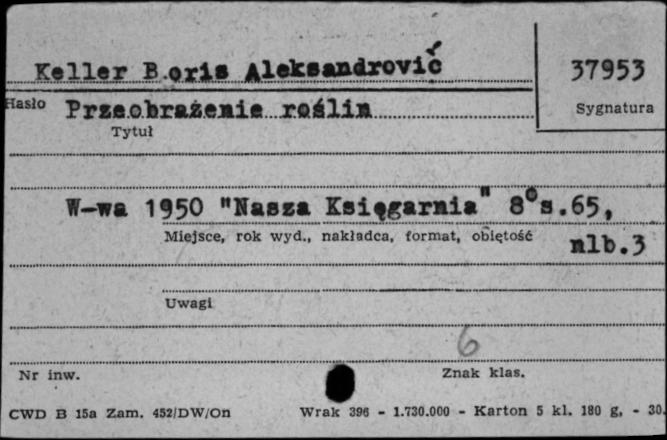 Keller Boris Aleksandrović
37953
Hasło Przeobrażenie roślin
Sygnatura
Tytuł
W-wa 1950 "Nasza Księgarnia" 8° s.65,
Miejsce, rok wyd., nakładca, format, objętość
nlb.3
Uwagi
6
Nr inw.
Znak klas.
CWD B 15a Zam. 452/DW/On Wrak 396 - 1.730.000 - Karton 5 kl. 180 g, - 30.